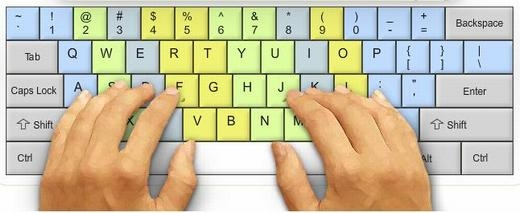 ~ ! @ # $ % ^ & * ( ) _ +
` 1 2 3 4 5 6 7 8 9 0 - = Backspace
Tab Q W E R T Y U I O P { } |
[ ] \
Caps Lock A S D F G H J K L : "
; ' Enter
Shift X V B N M Shift
Ctrl Alt Ctrl